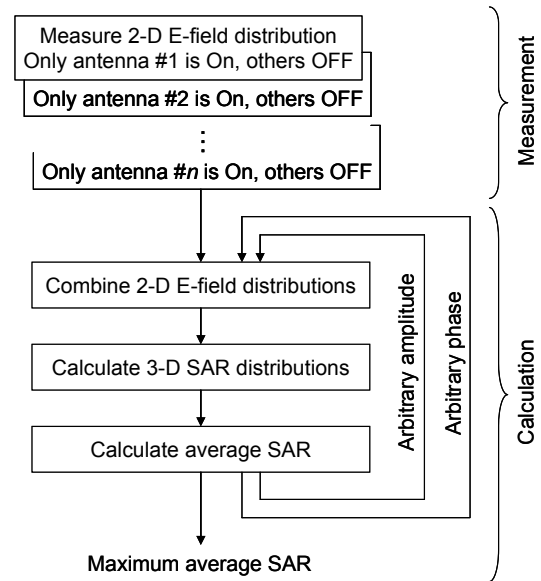 Measure 2-D E-field distribution
Only antenna #1 is On, others OFF
Only antenna #2 is On, others OFF
⋮
Only antenna #n is On, others OFF
Measurement
Combine 2-D E-field distributions
Calculate 3-D SAR distributions
Calculate average SAR
Arbitrary amplitude
Arbitrary phase
Calculation
Maximum average SAR